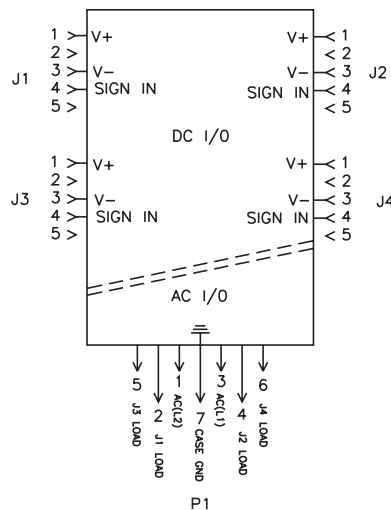 1 V+ V+ 1
2 2
J1 3 V- V- 3 J2
4 SIGN IN SIGN IN 4
5 5
DC I/O
1 V+ V+ 1
2 2
J3 3 V- V- 3 J4
4 SIGN IN SIGN IN 4
5 5
AC I/O
5 J3 LOAD
2 J1 LOAD
1 AC(L2)
7 CASE GND
3 AC(L1)
4 J2 LOAD
6 J4 LOAD
P1